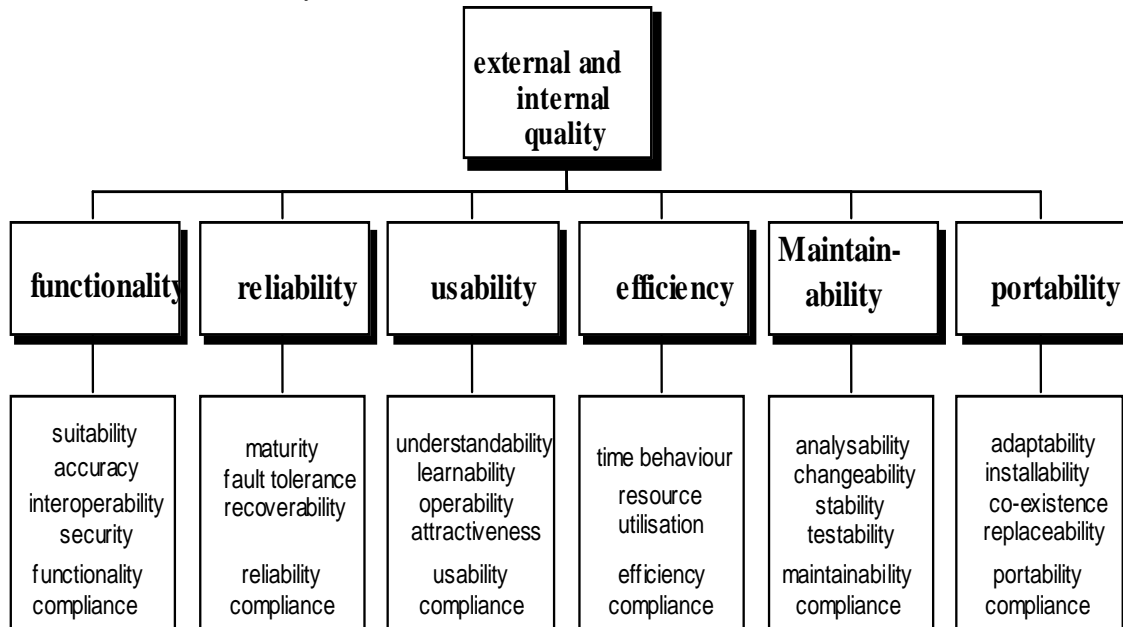 external and
internal
quality
functionality
reliability
usability
efficiency
Maintain-
ability
portability
suitability
accuracy
interoperability
security
functionality
compliance
maturity
fault tolerance
recoverability
reliability
compliance
understandability
learnability
operability
attractiveness
usability
compliance
time behaviour
resource
utilisation
efficiency
compliance
analysability
changeability
stability
testability
maintainability
compliance
adaptability
installability
co-existence
replaceability
portability
compliance